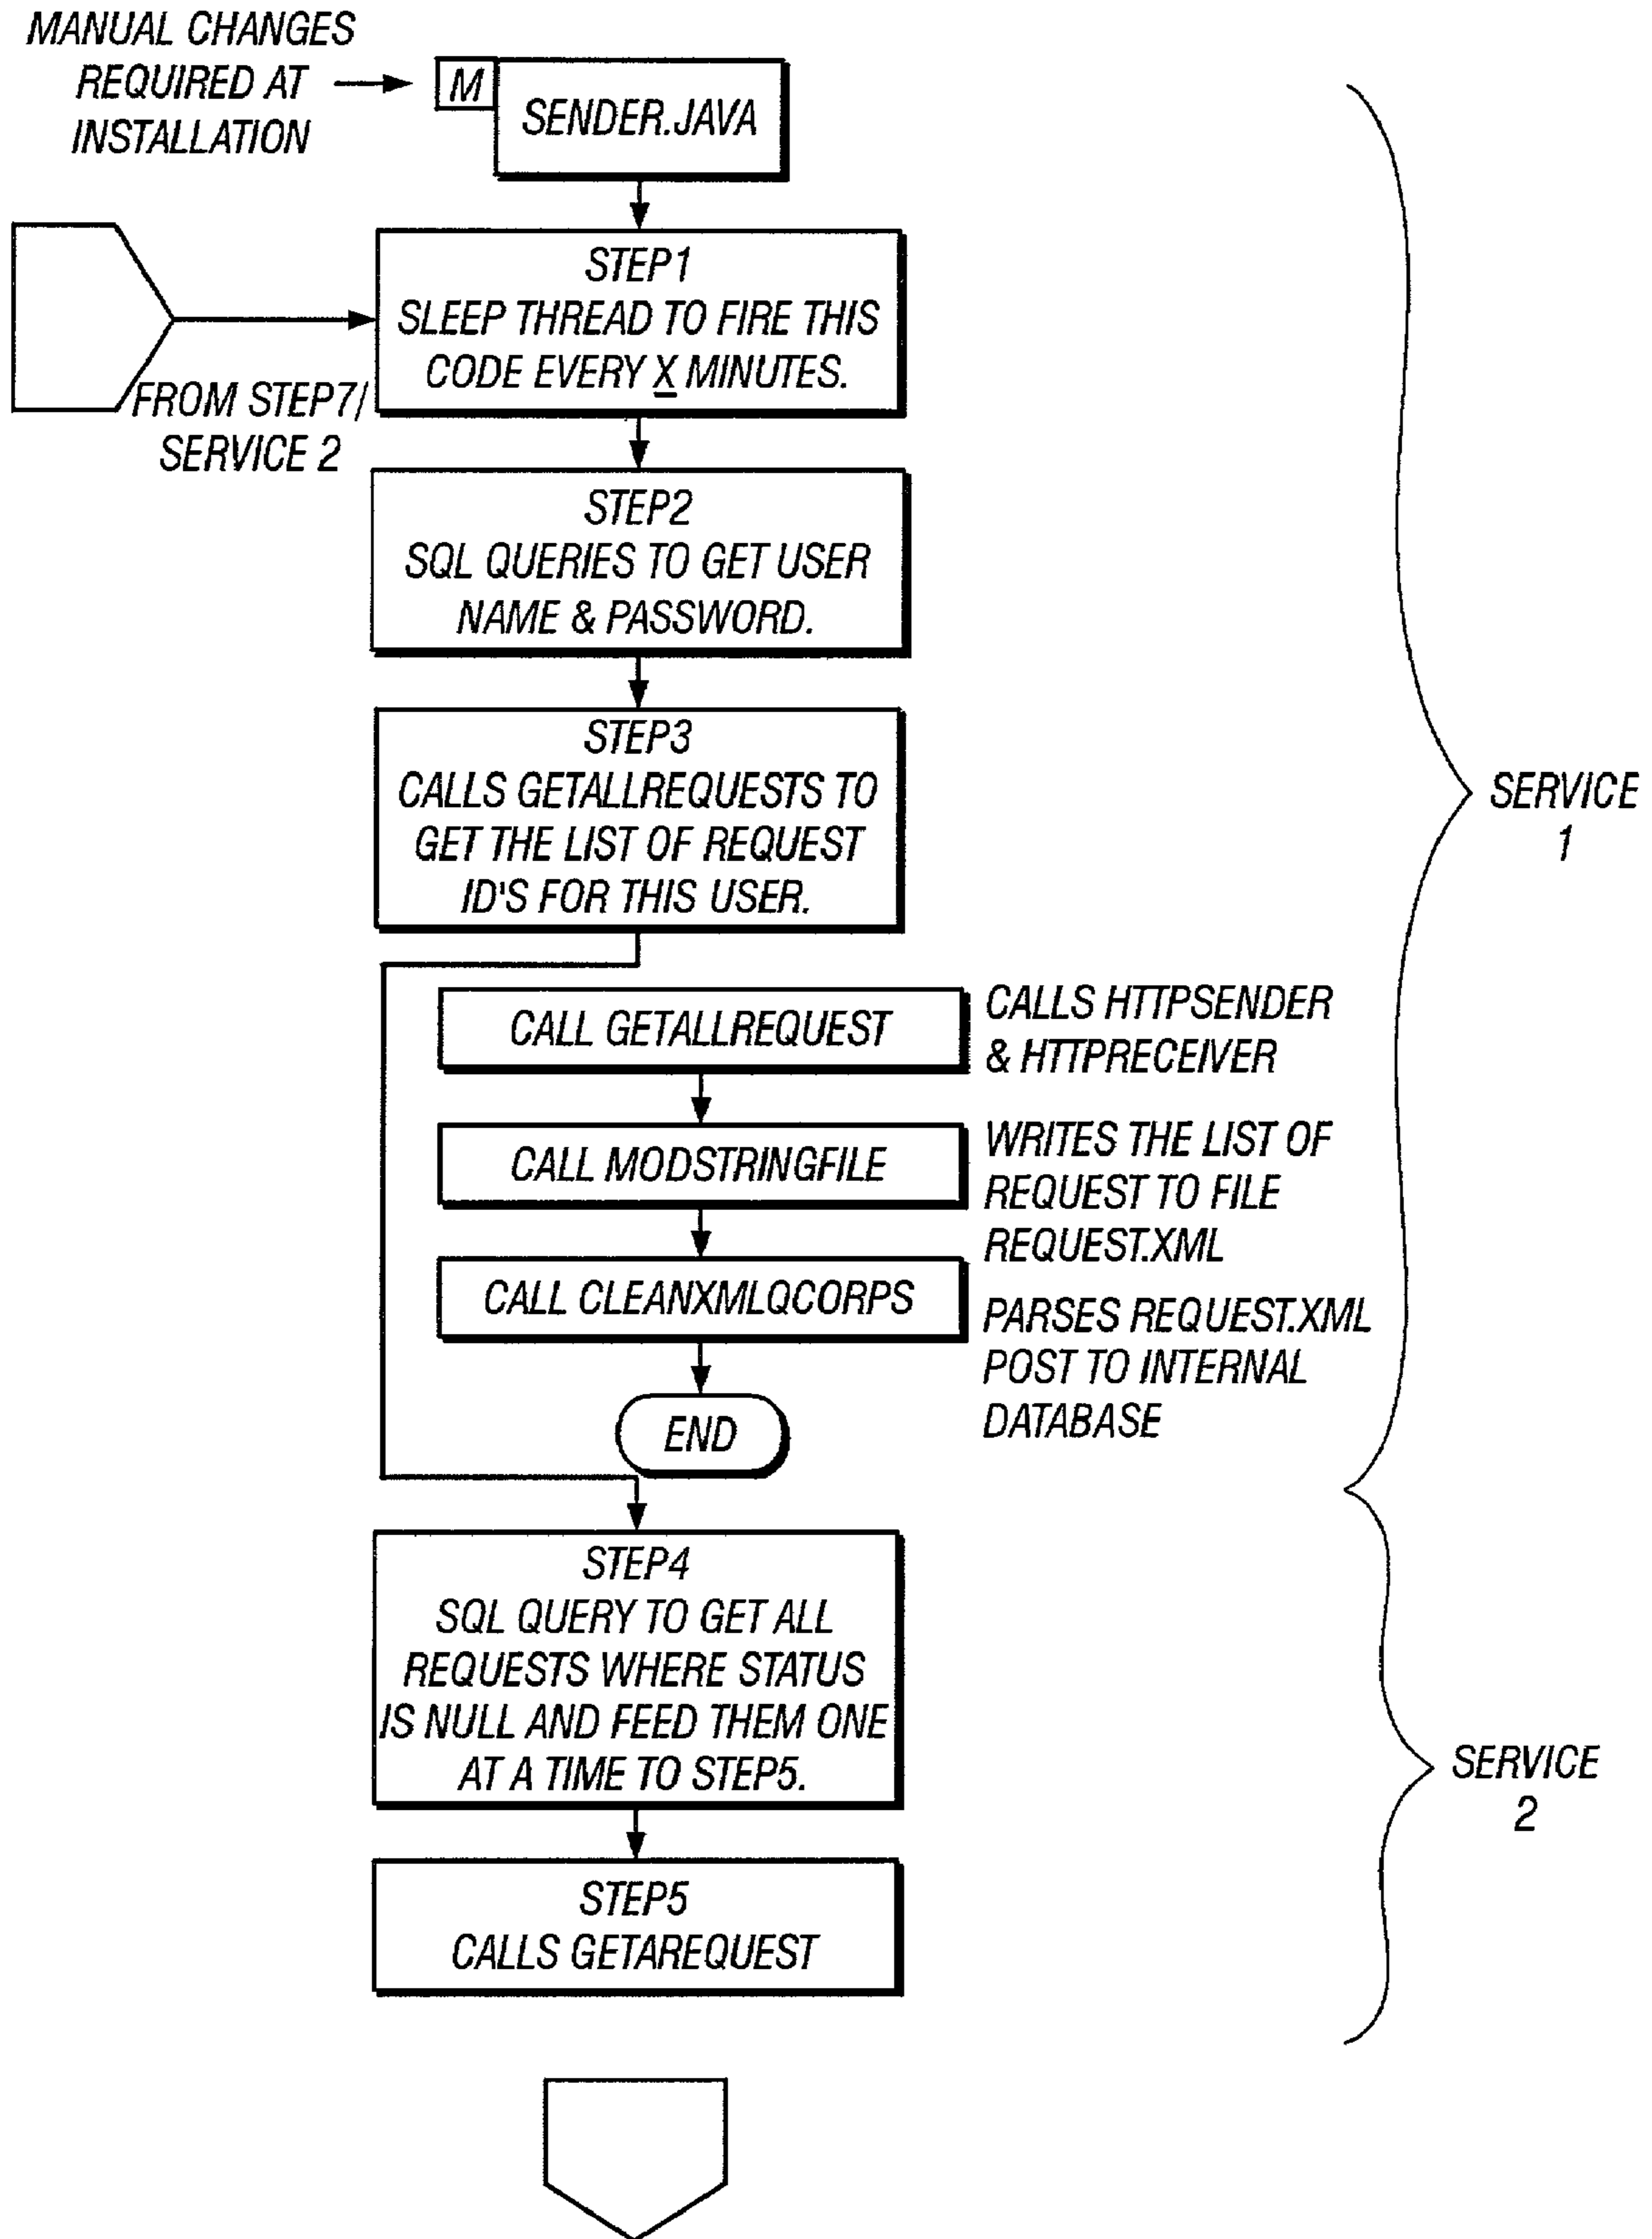 MANUAL CHANGES
REQUIRED AT
INSTALLATION
M
SENDER.JAVA
STEP1
SLEEP THREAD TO FIRE THIS
CODE EVERY X MINUTES.
FROM STEP7/
SERVICE 2
STEP2
SQL QUERIES TO GET USER
NAME & PASSWORD.
STEP3
CALLS GETALLREQUESTS TO
GET THE LIST OF REQUEST
ID'S FOR THIS USER.
SERVICE
1
CALL GETALLREQUEST
CALLS HTTPSENDER
& HTTPRECEIVER
CALL MODSTRINGFILE
WRITES THE LIST OF
REQUEST TO FILE
REQUEST.XML
CALL CLEANXMLQCORPS
PARSES REQUEST.XML
POST TO INTERNAL
DATABASE
END
STEP4
SQL QUERY TO GET ALL
REQUESTS WHERE STATUS
IS NULL AND FEED THEM ONE
AT A TIME TO STEP5.
SERVICE
2
STEP5
CALLS GETAREQUEST